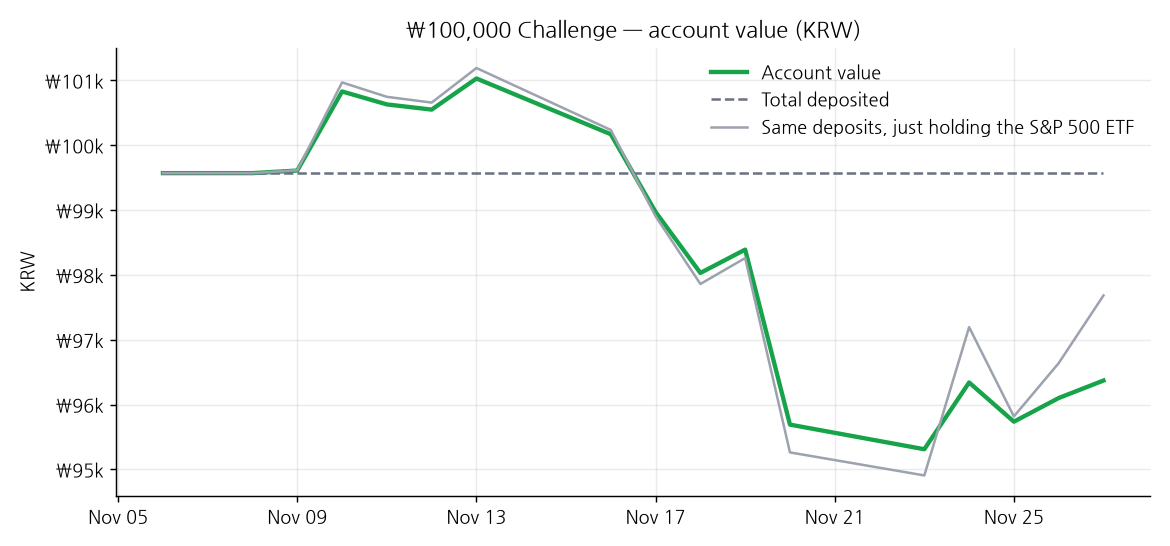 ₩100,000 Challenge — account value (KRW)
Account value
Total deposited
Same deposits, just holding the S&P 500 ETF
KRW
₩101k
₩100k
₩99k
₩98k
₩97k
₩96k
₩95k
Nov 05
Nov 09
Nov 13
Nov 17
Nov 21
Nov 25